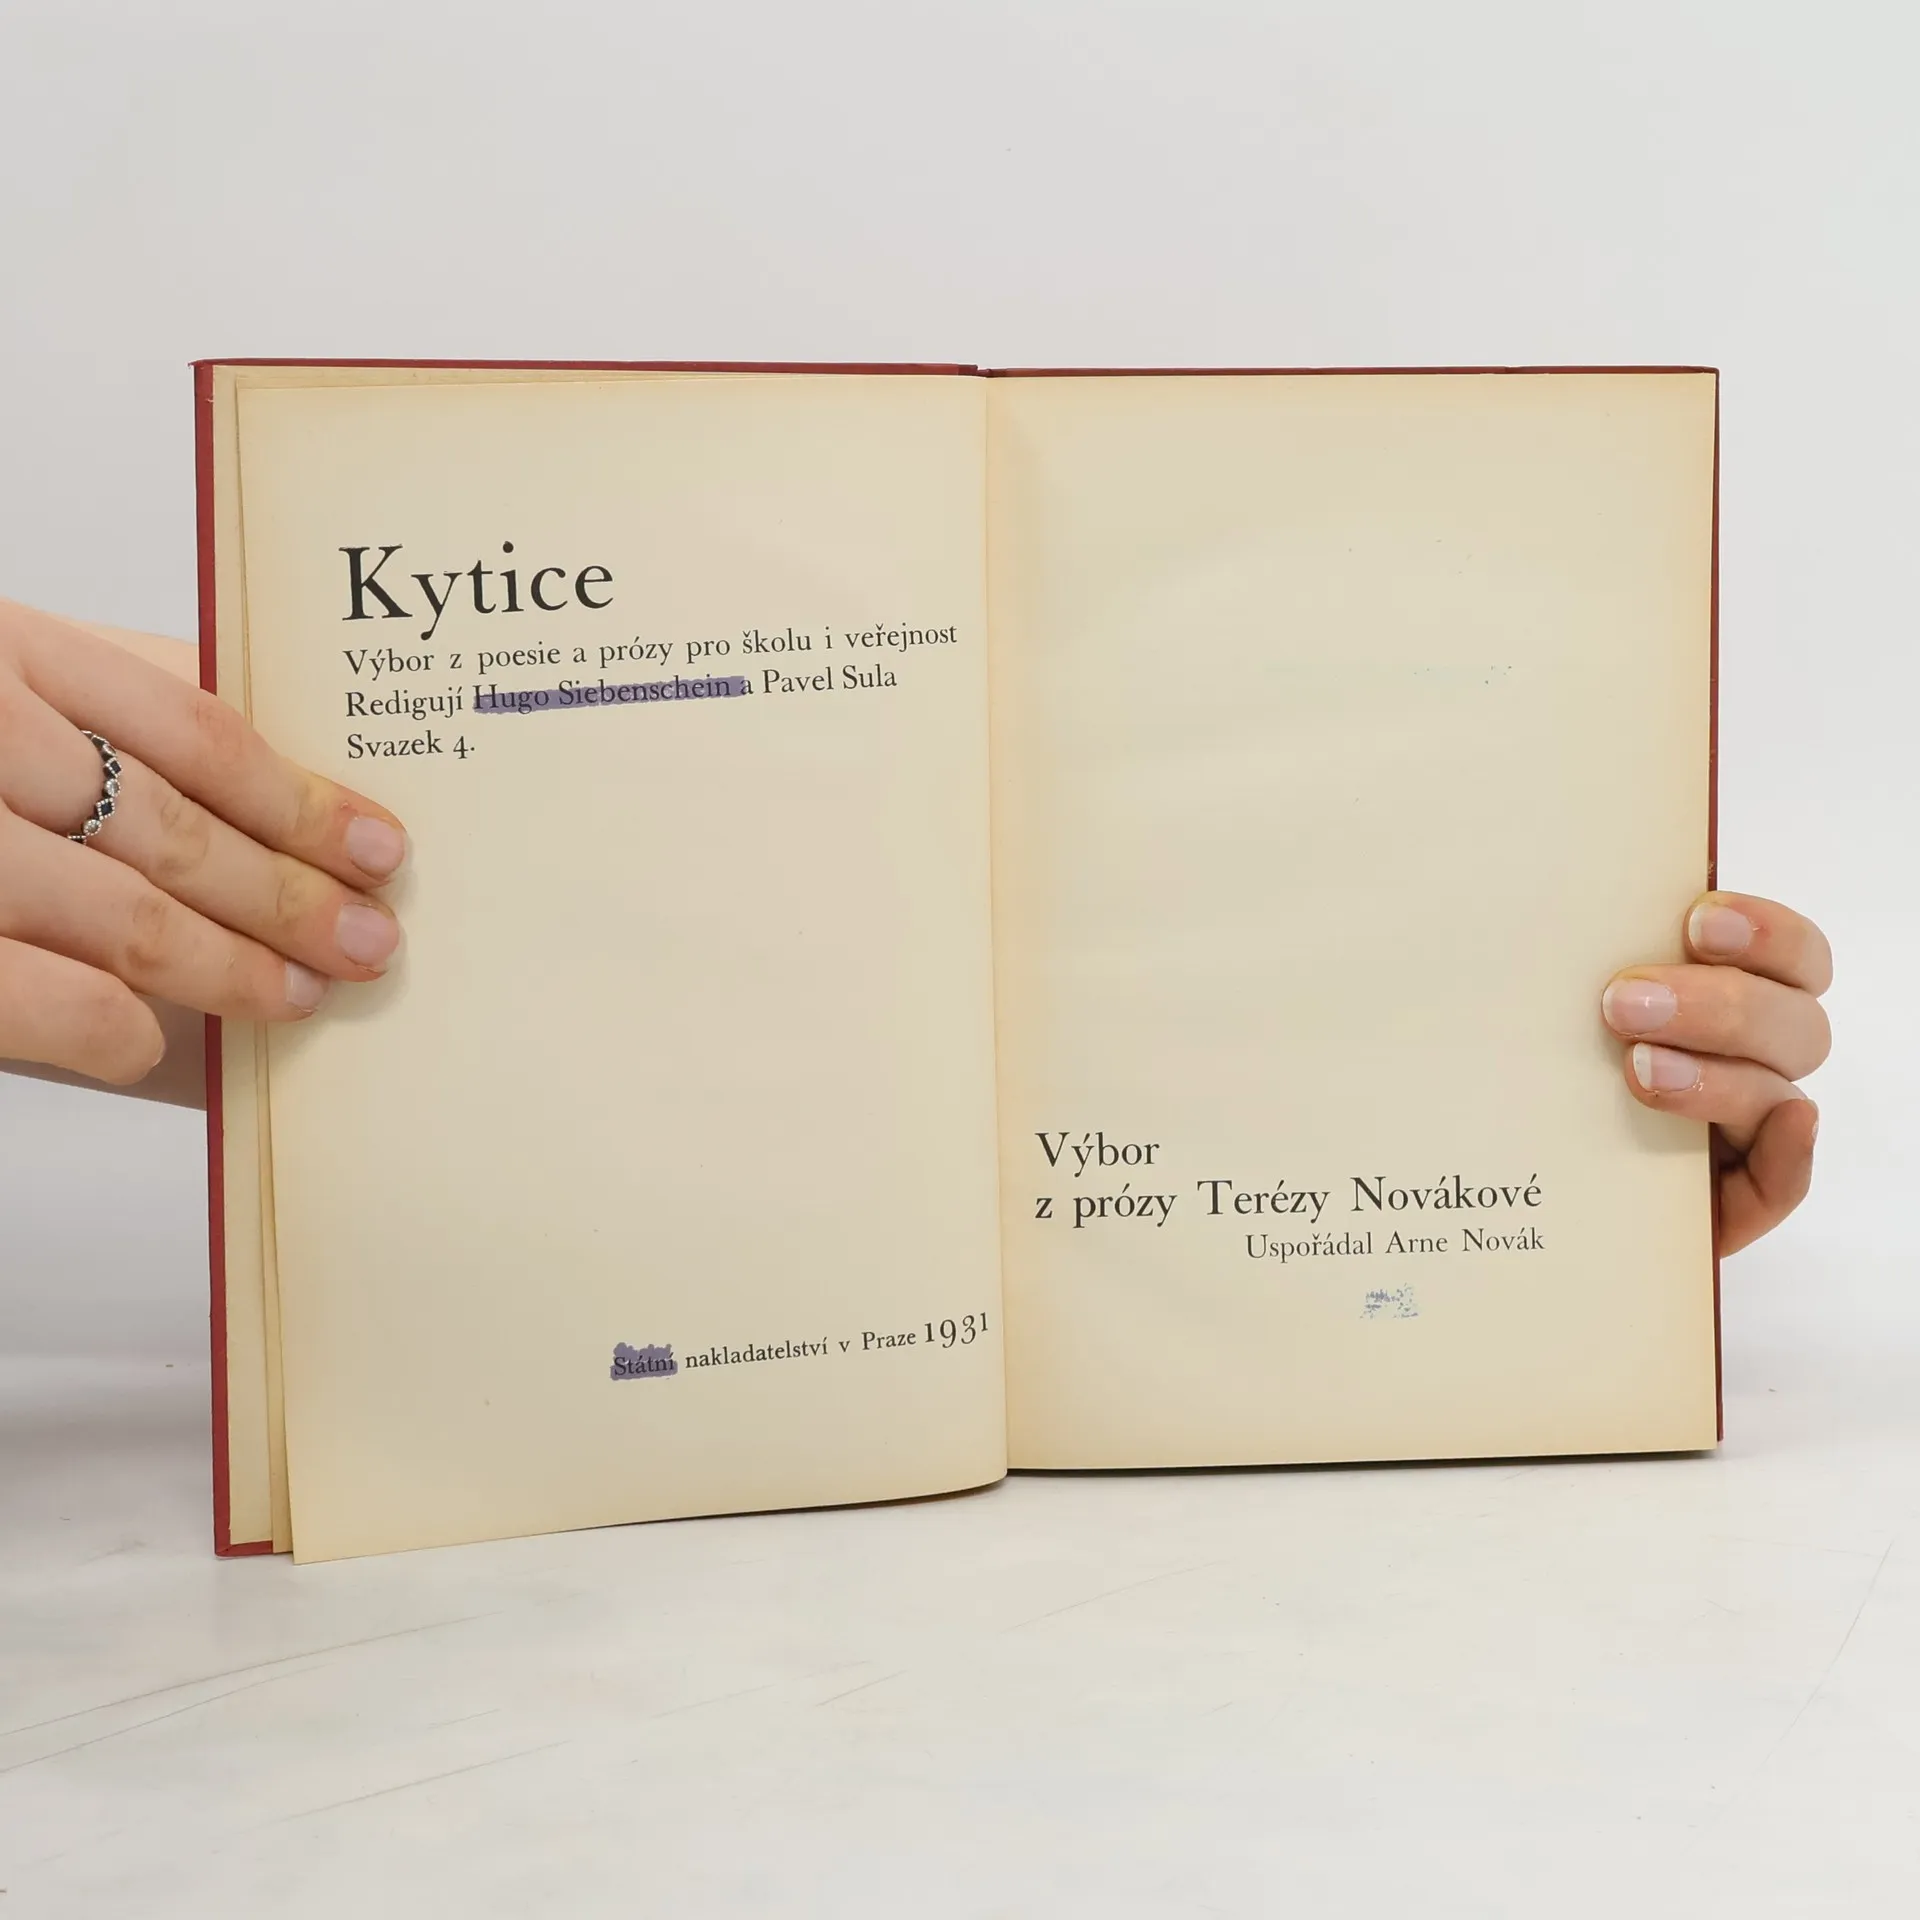 Kytice
Výbor z poesie a prózy pro školu i veřejnost
Redigují Hugo Siebenschein a Pavel Sula
Svazek 4.
Státní nakladatelství v Praze 1931
Výbor
z prózy Terézy Novákové
Uspořádal Arne Novák